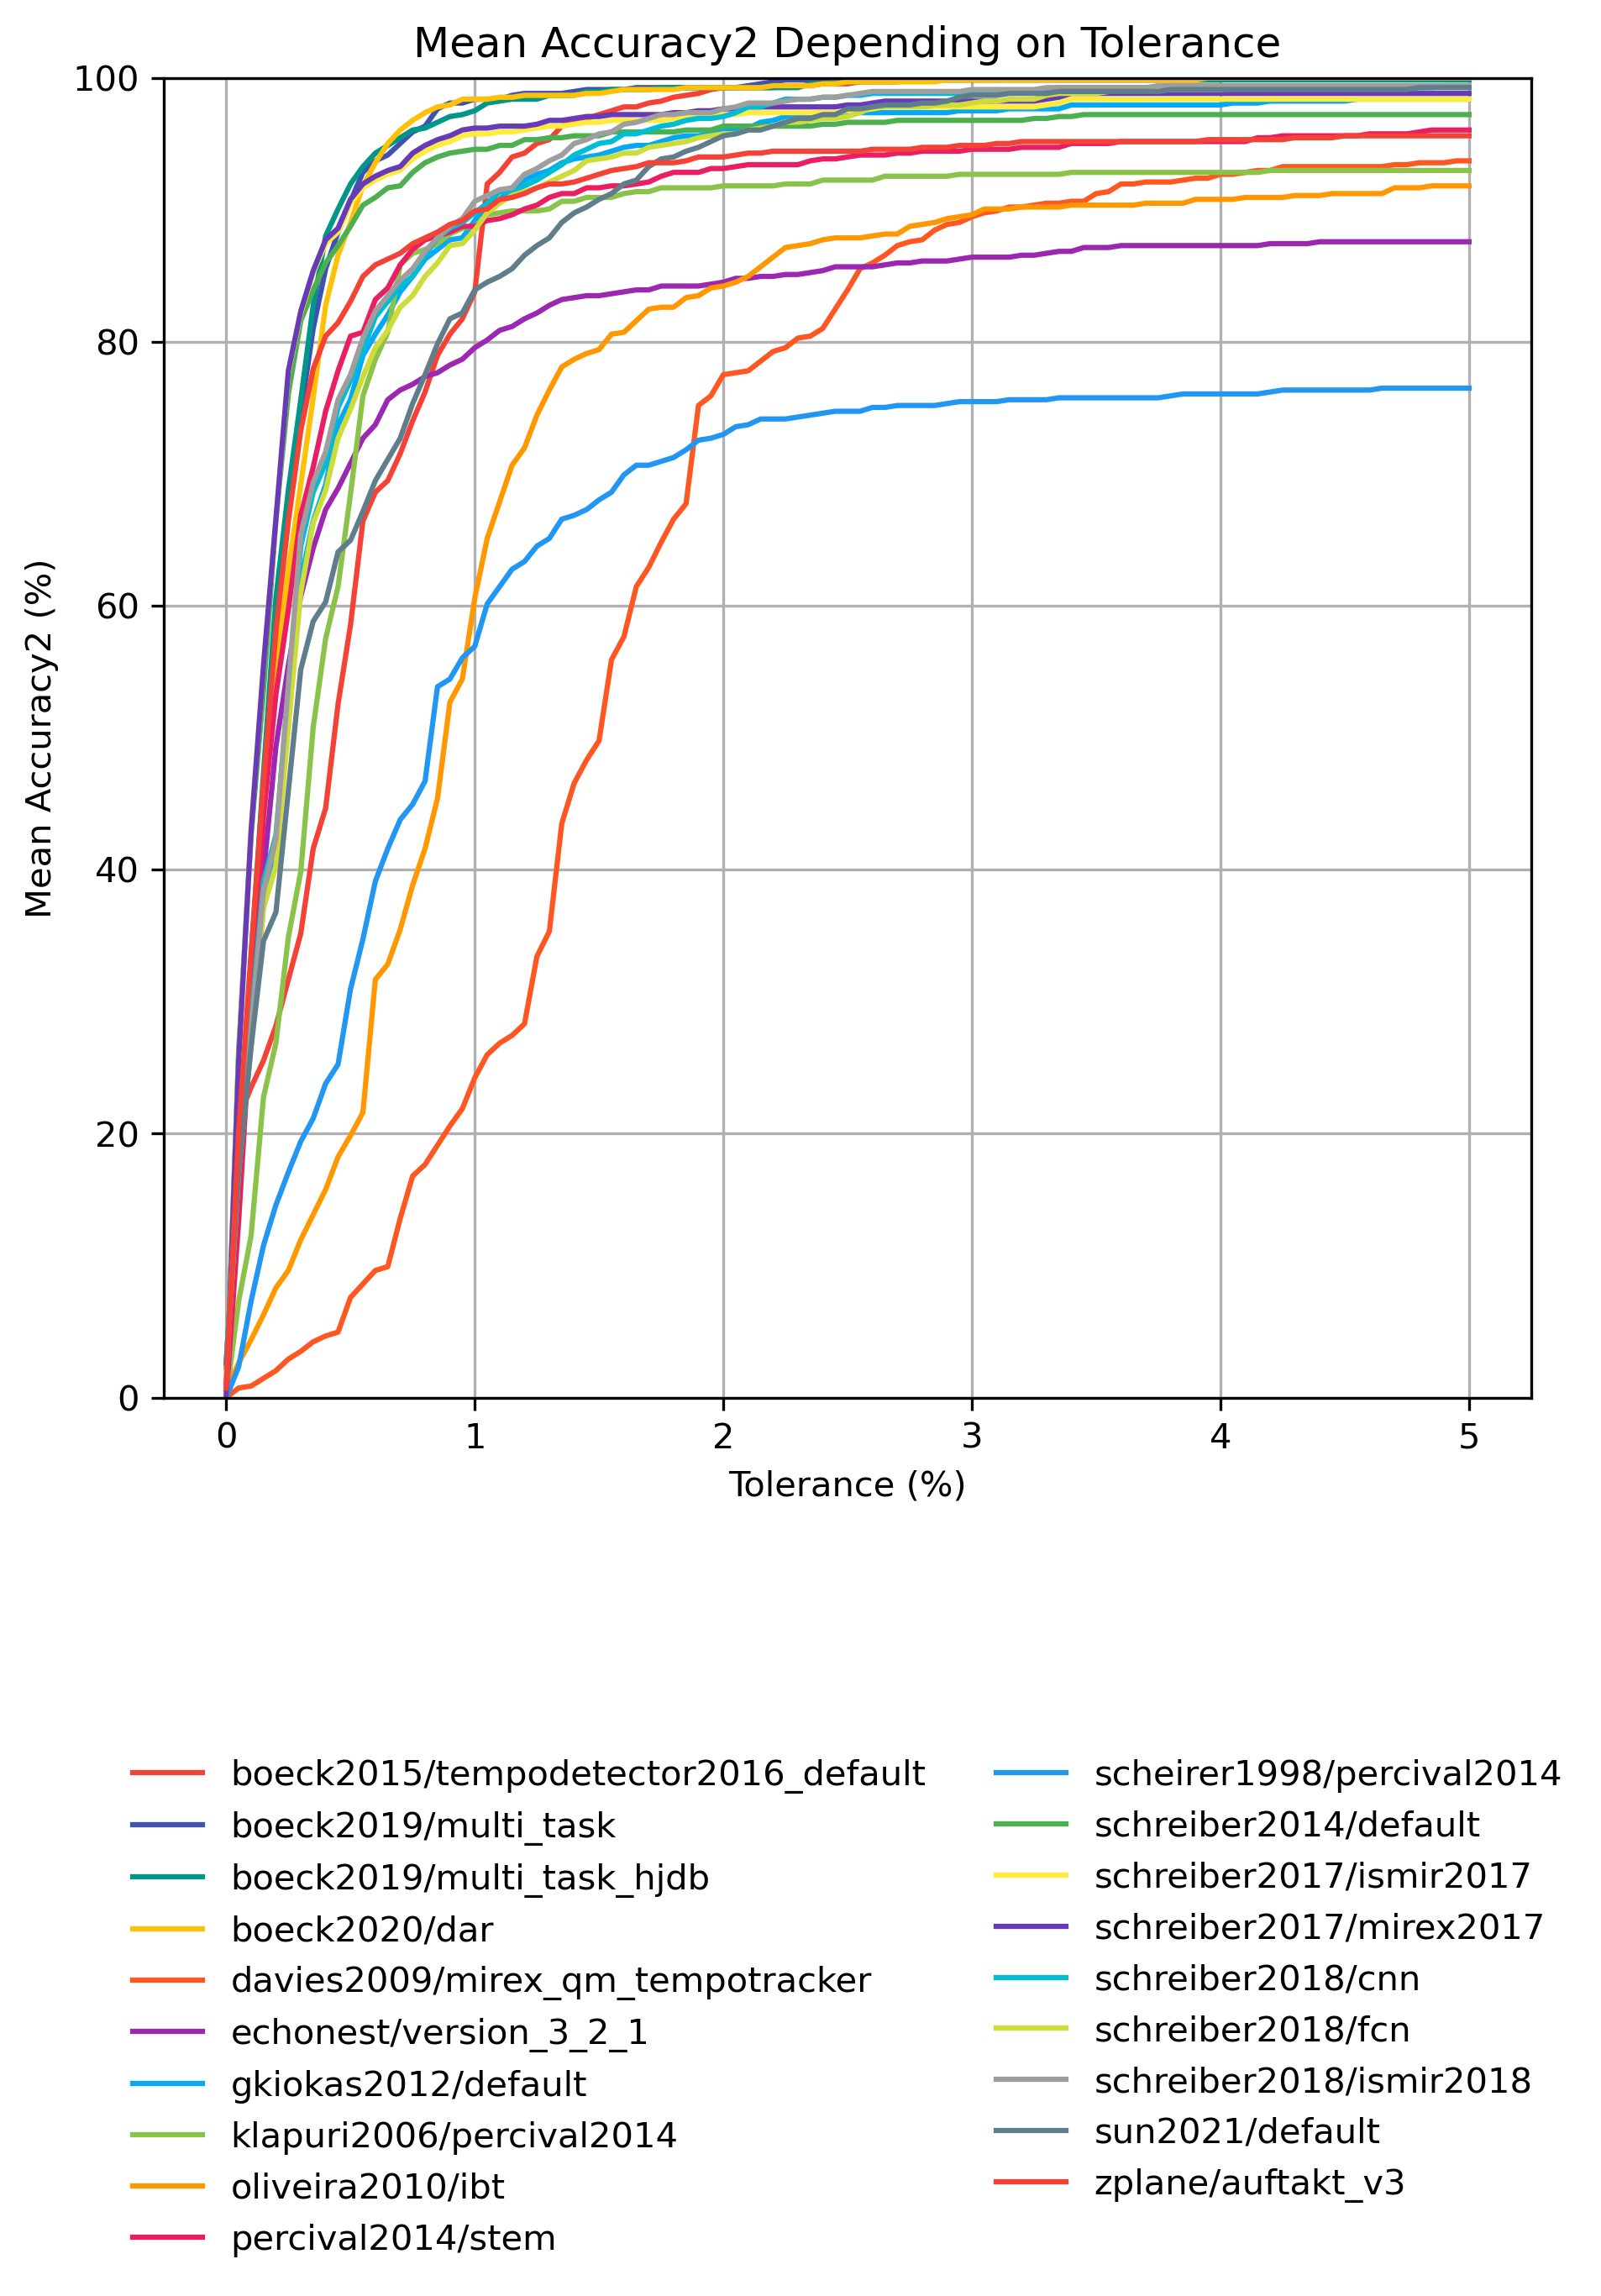 Mean Accuracy2 Depending on Tolerance
100
80
60
40
20
0
Mean Accuracy2 (%)
0 1 2 3 4 5
Tolerance (%)
boeck2015/tempodetector2016_default
boeck2019/multi_task
boeck2019/multi_task_hjdb
boeck2020/dar
davies2009/mirex_qm_tempotracker
echonest/version_3_2_1
gkiokas2012/default
klapuri2006/percival2014
oliveira2010/ibt
percival2014/stem
scheirer1998/percival2014
schreiber2014/default
schreiber2017/ismir2017
schreiber2017/mirex2017
schreiber2018/cnn
schreiber2018/fcn
schreiber2018/ismir2018
sun2021/default
zplane/auftakt_v3